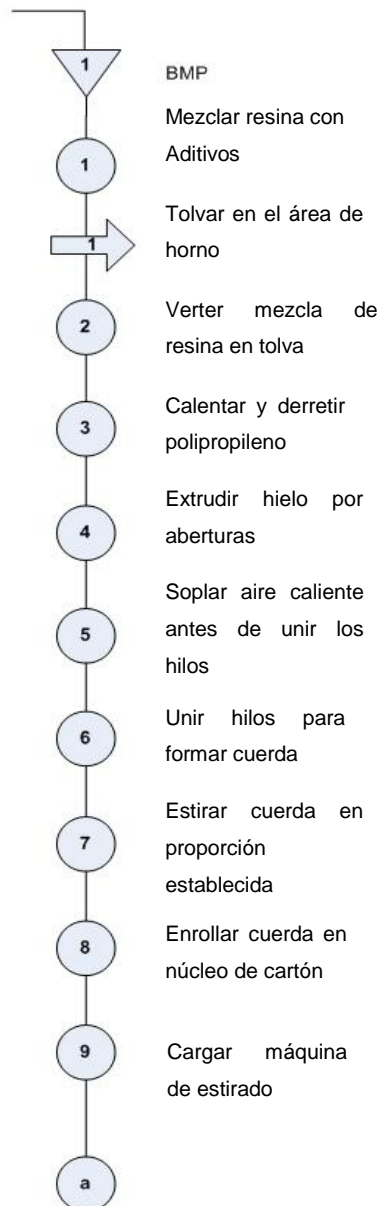 1
BMP
1
Mezclar resina con
Aditivos
1
Tolvar en el área de
horno
2
Verter mezcla de
resina en tolva
3
Calentar y derretir
polipropileno
4
Extrudir hielo por
aberturas
5
Soplar aire caliente
antes de unir los
hilos
6
Unir hilos para
formar cuerda
7
Estirar cuerda en
proporción
establecida
8
Enrollar cuerda en
núcleo de cartón
9
Cargar máquina
de estirado
a